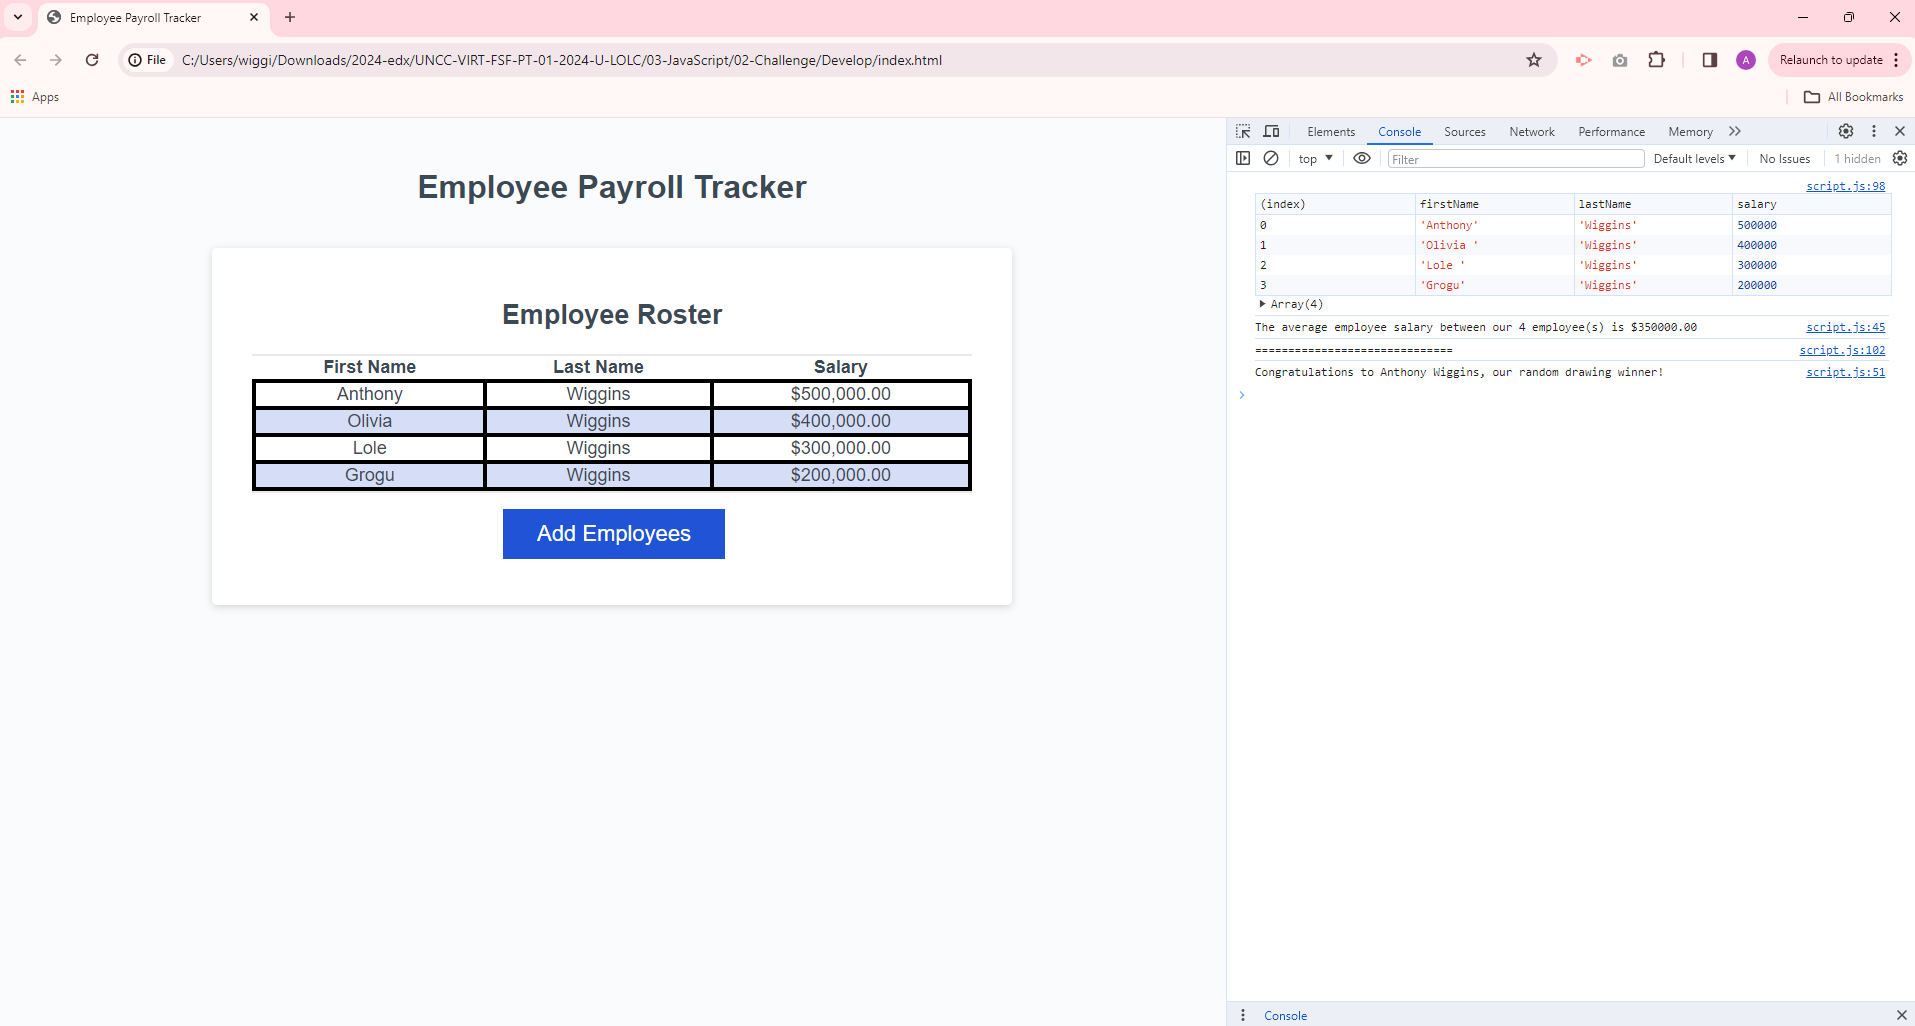 Employee Payroll Tracker
File C:/Users/wiggi/Downloads/2024-edx/UNCC-VIRT-FSF-PT-01-2024-U-LOLC/03-JavaScript/02-Challenge/Develop/index.html A Relaunch to update
Apps All Bookmarks
Employee Payroll Tracker
Employee Roster
First Name Last Name Salary
Anthony Wiggins $500,000.00
Olivia Wiggins $400,000.00
Lole Wiggins $300,000.00
Grogu Wiggins $200,000.00
Add Employees
Elements Console Sources Network Performance Memory
top Filter Default levels No Issues 1 hidden
script.js:98
(index) firstName lastName salary
0 'Anthony' 'Wiggins' 500000
1 'Olivia ' 'Wiggins' 400000
2 'Lole ' 'Wiggins' 300000
3 'Grogu' 'Wiggins' 200000
Array(4)
The average employee salary between our 4 employee(s) is $350000.00 script.js:45
============================== script.js:102
Congratulations to Anthony Wiggins, our random drawing winner! script.js:51
Console